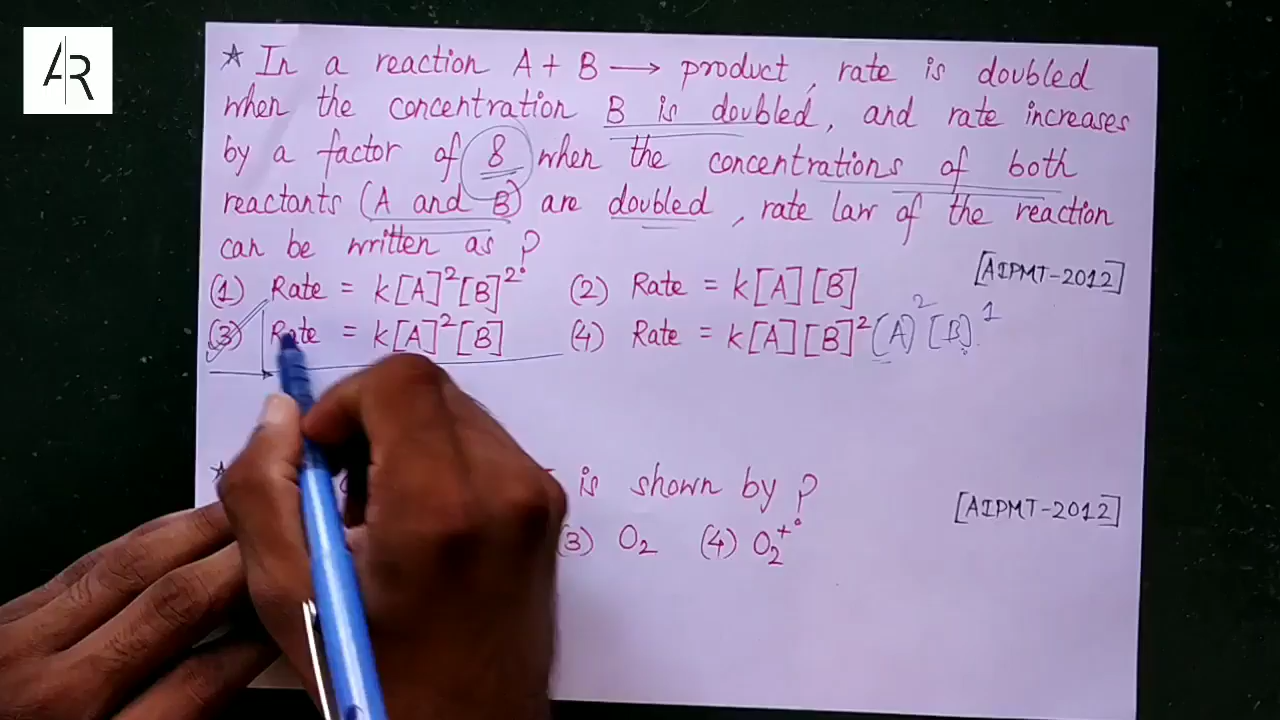 AR
★ In a reaction A + B ⟶ product, rate is doubled
when the concentration B is doubled, and rate increases
by a factor of 8 when the concentrations of both
reactants (A and B) are doubled, rate law of the reaction
can be written as ?
[AIPMT-2012]
(1) Rate = k[A]²[B]² (2) Rate = k[A][B]
(3) Rate = k[A]²[B] (4) Rate = k[A][B]² (A)² [B]¹
is shown by ?
[AIPMT-2012]
(3) O₂ (4) O₂⁺